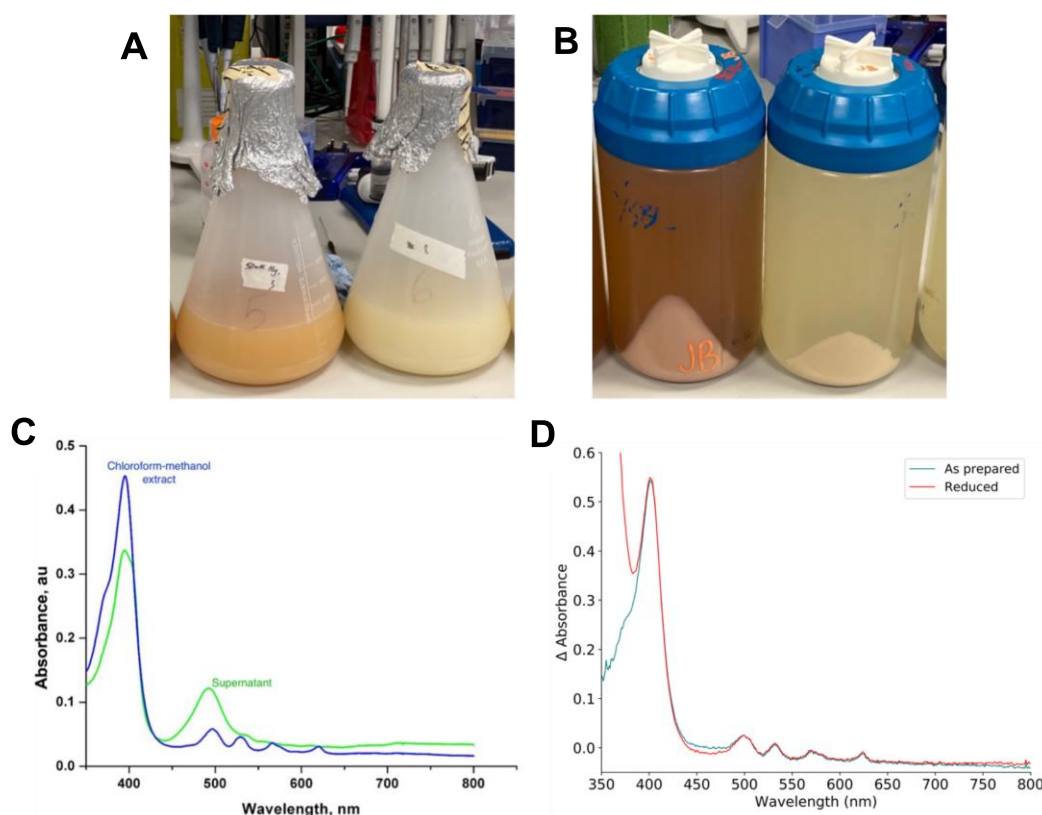 A
B
5
6
JB
C
Chloroform-methanol
extract
Supernatant
Absorbance, au
0.5
0.4
0.3
0.2
0.1
0.0
400
500
600
700
800
Wavelength, nm
D
As prepared
Reduced
Δ Absorbance
0.6
0.5
0.4
0.3
0.2
0.1
0.0
350
400
450
500
550
600
650
700
750
800
Wavelength (nm)